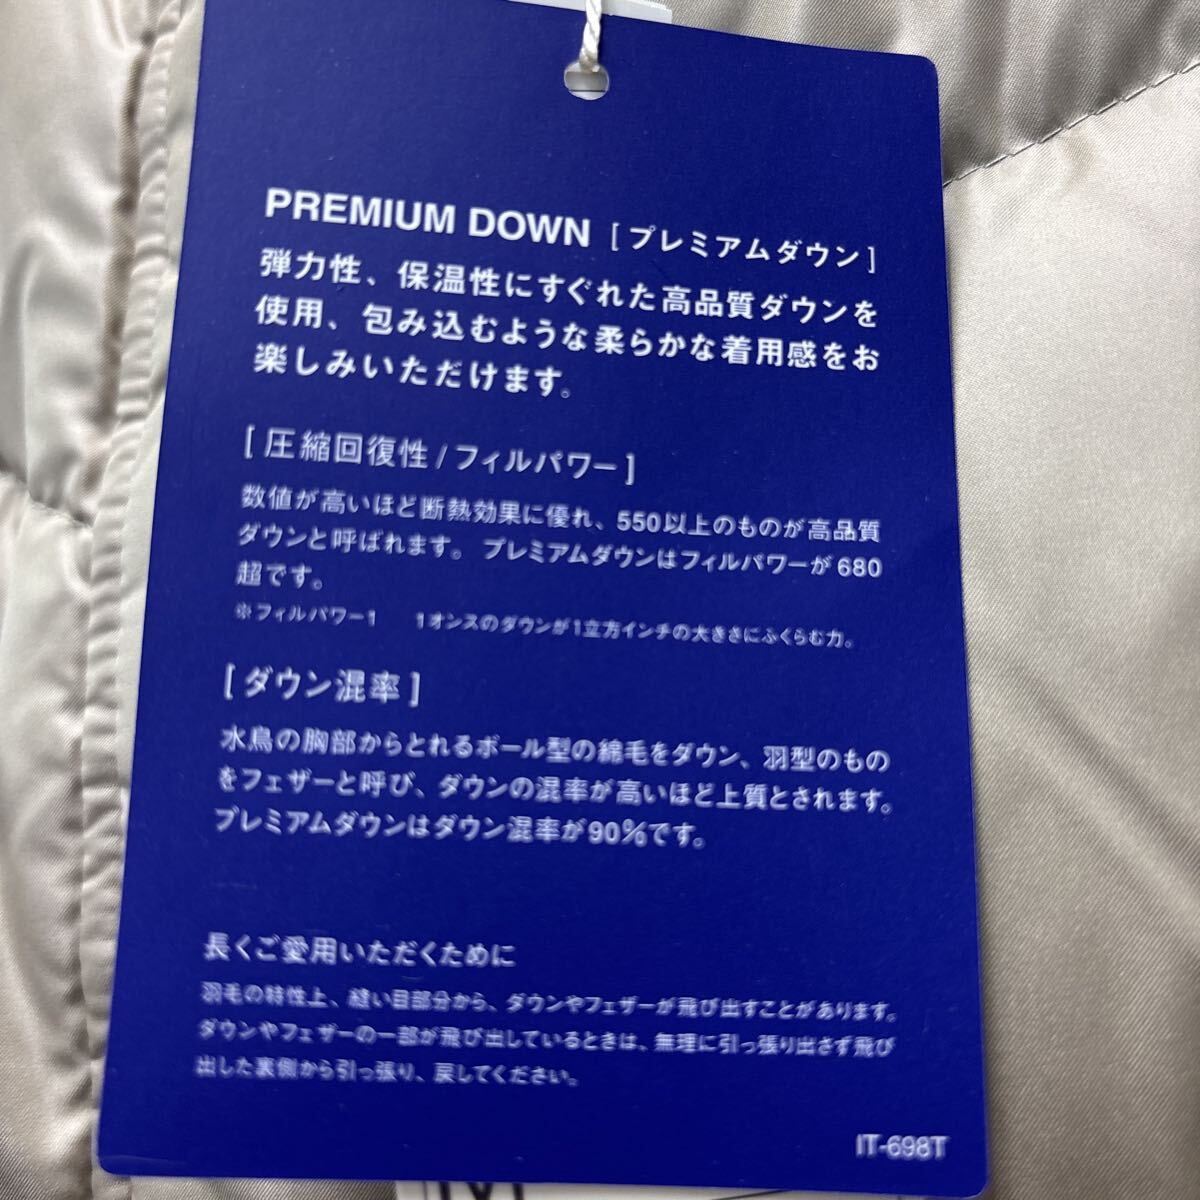 PREMIUM DOWN [プレミアムダウン]
弾力性、保温性にすぐれた高品質ダウンを
使用、包み込むような柔らかな着用感をお
楽しみいただけます。
[圧縮回復性/フィルパワー]
数値が高いほど断熱効果に優れ、550以上のものが高品質
ダウンと呼ばれます。プレミアムダウンはフィルパワーが680
超です。
※フィルパワー1　1オンスのダウンが1立方インチの大きさにふくらむ力。
[ダウン混率]
水鳥の胸部からとれるボール型の綿毛をダウン、羽型のもの
をフェザーと呼び、ダウンの混率が高いほど上質とされます。
プレミアムダウンはダウン混率が90%です。
長くご愛用いただくために
羽毛の特性上、縫い目部分から、ダウンやフェザーが飛び出すことがあります。
ダウンやフェザーの一部が飛び出しているときは、無理に引っ張り出さず飛び
出した裏側から引っ張り、戻してください。
IT-698T